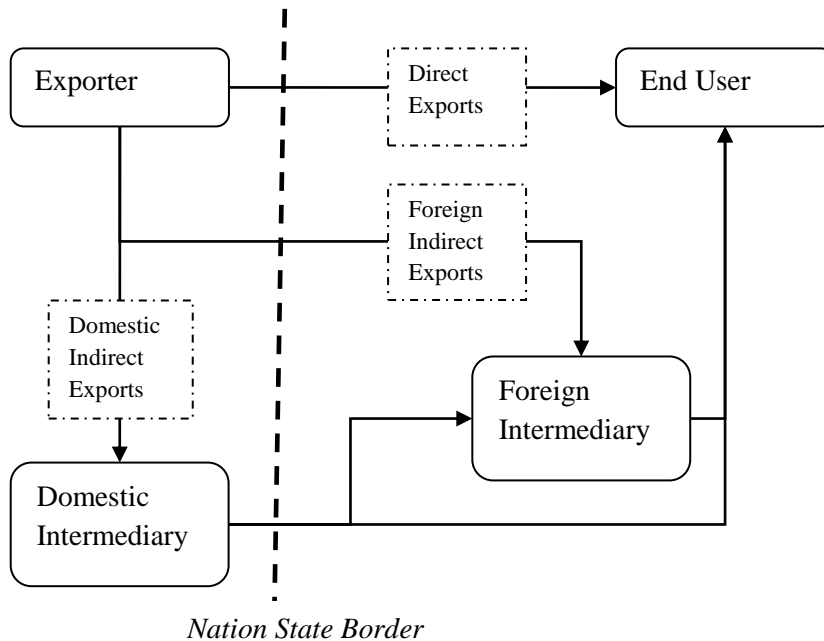 Exporter
Direct
Exports
End User
Foreign
Indirect
Exports
Domestic
Indirect
Exports
Foreign
Intermediary
Domestic
Intermediary
Nation State Border